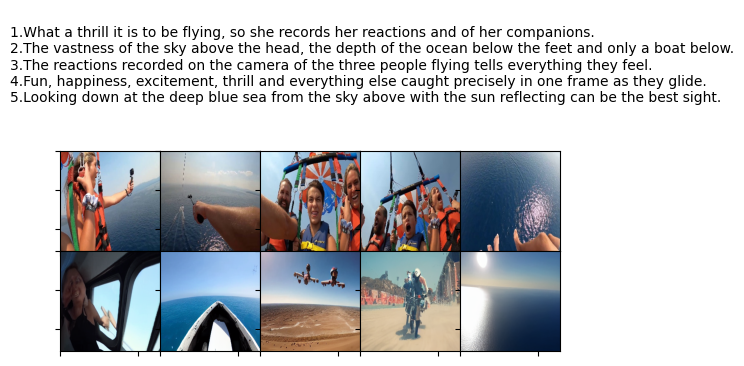 1.What a thrill it is to be flying, so she records her reactions and of her companions.
2.The vastness of the sky above the head, the depth of the ocean below the feet and only a boat below.
3.The reactions recorded on the camera of the three people flying tells everything they feel.
4.Fun, happiness, excitement, thrill and everything else caught precisely in one frame as they glide.
5.Looking down at the deep blue sea from the sky above with the sun reflecting can be the best sight.